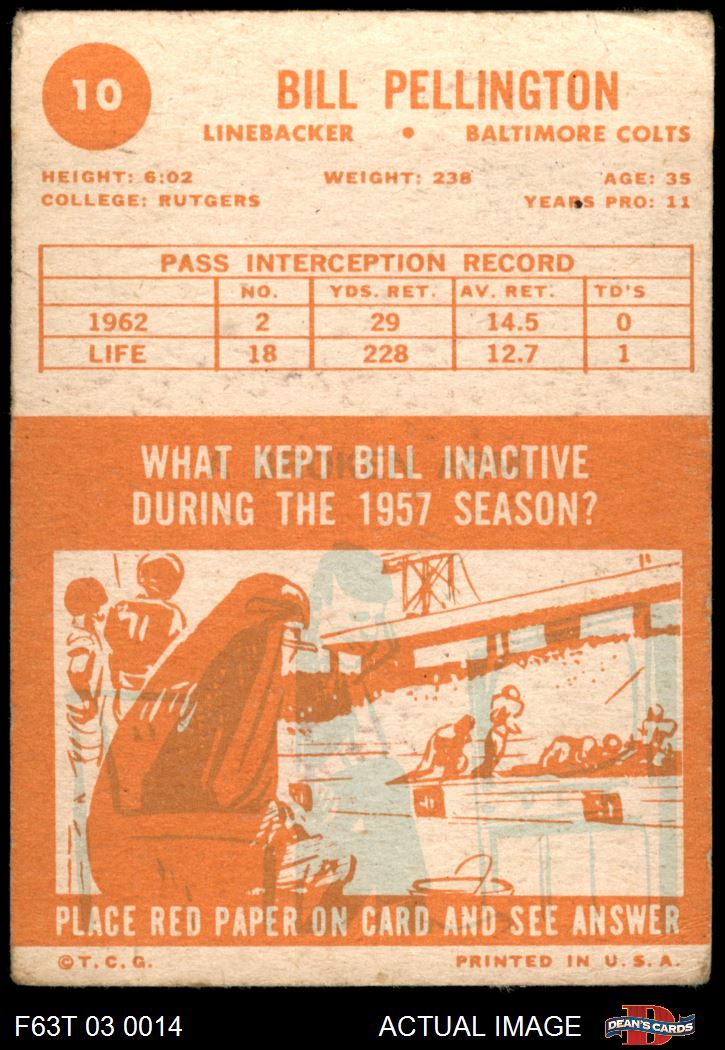 10
BILL PELLINGTON
LINEBACKER • BALTIMORE COLTS
HEIGHT: 6:02 WEIGHT: 238 AGE: 35
COLLEGE: RUTGERS YEARS PRO: 11
PASS INTERCEPTION RECORD
NO. YDS. RET. AV. RET. TD'S
1962 2 29 14.5 0
LIFE 18 228 12.7 1
WHAT KEPT BILL INACTIVE
DURING THE 1957 SEASON?
PLACE RED PAPER ON CARD AND SEE ANSWER
©T.C.G. PRINTED IN U.S.A.
F63T 03 0014 ACTUAL IMAGE DEAN'S CARDS